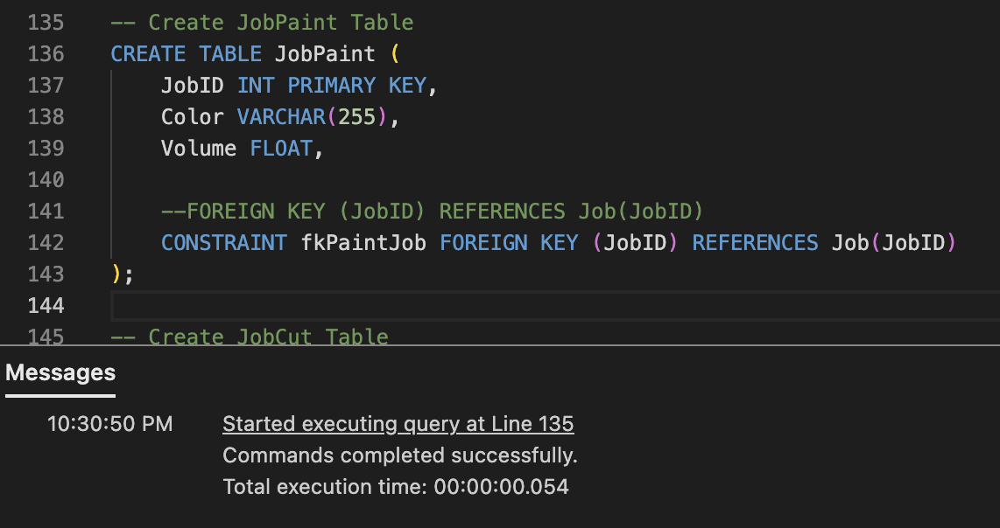 135 -- Create JobPaint Table
136 CREATE TABLE JobPaint (
137 JobID INT PRIMARY KEY,
138 Color VARCHAR(255),
139 Volume FLOAT,
140
141 --FOREIGN KEY (JobID) REFERENCES Job(JobID)
142 CONSTRAINT fkPaintJob FOREIGN KEY (JobID) REFERENCES Job(JobID)
143 );
144
145 -- Create JobCut Table
Messages
10:30:50 PM Started executing query at Line 135
Commands completed successfully.
Total execution time: 00:00:00.054